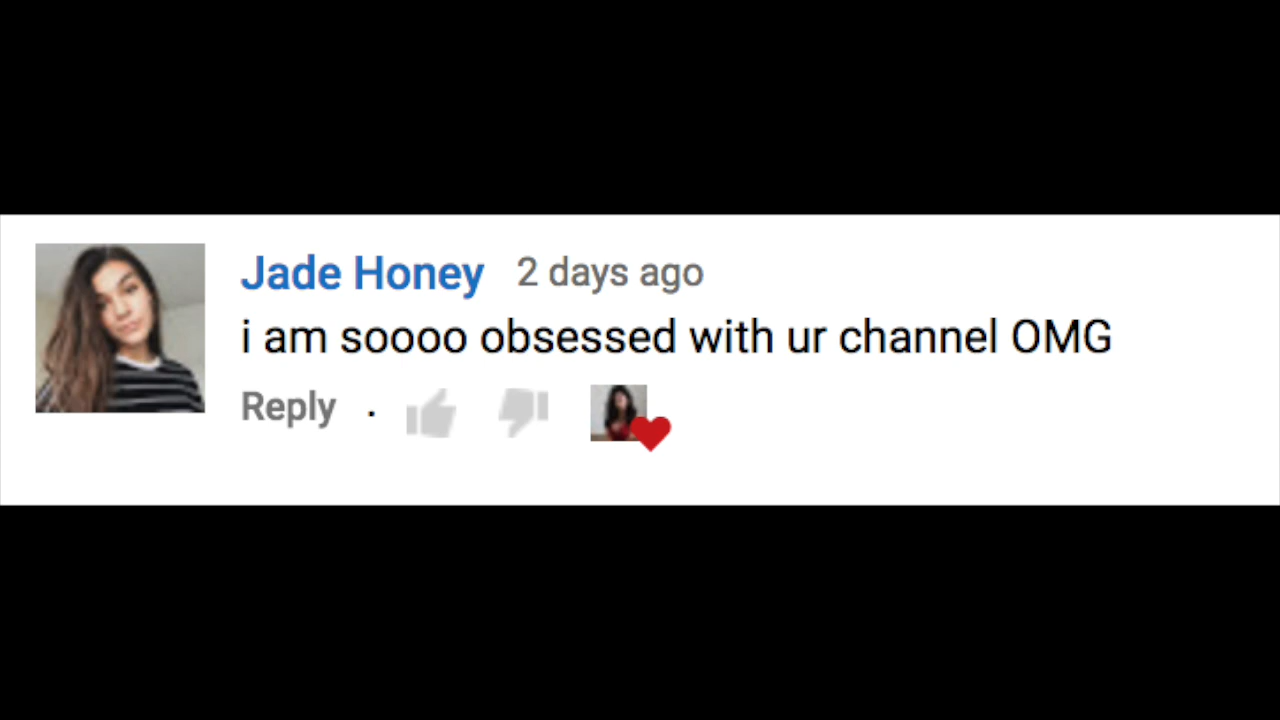 Jade Honey 2 days ago
i am soooo obsessed with ur channel OMG
Reply ·